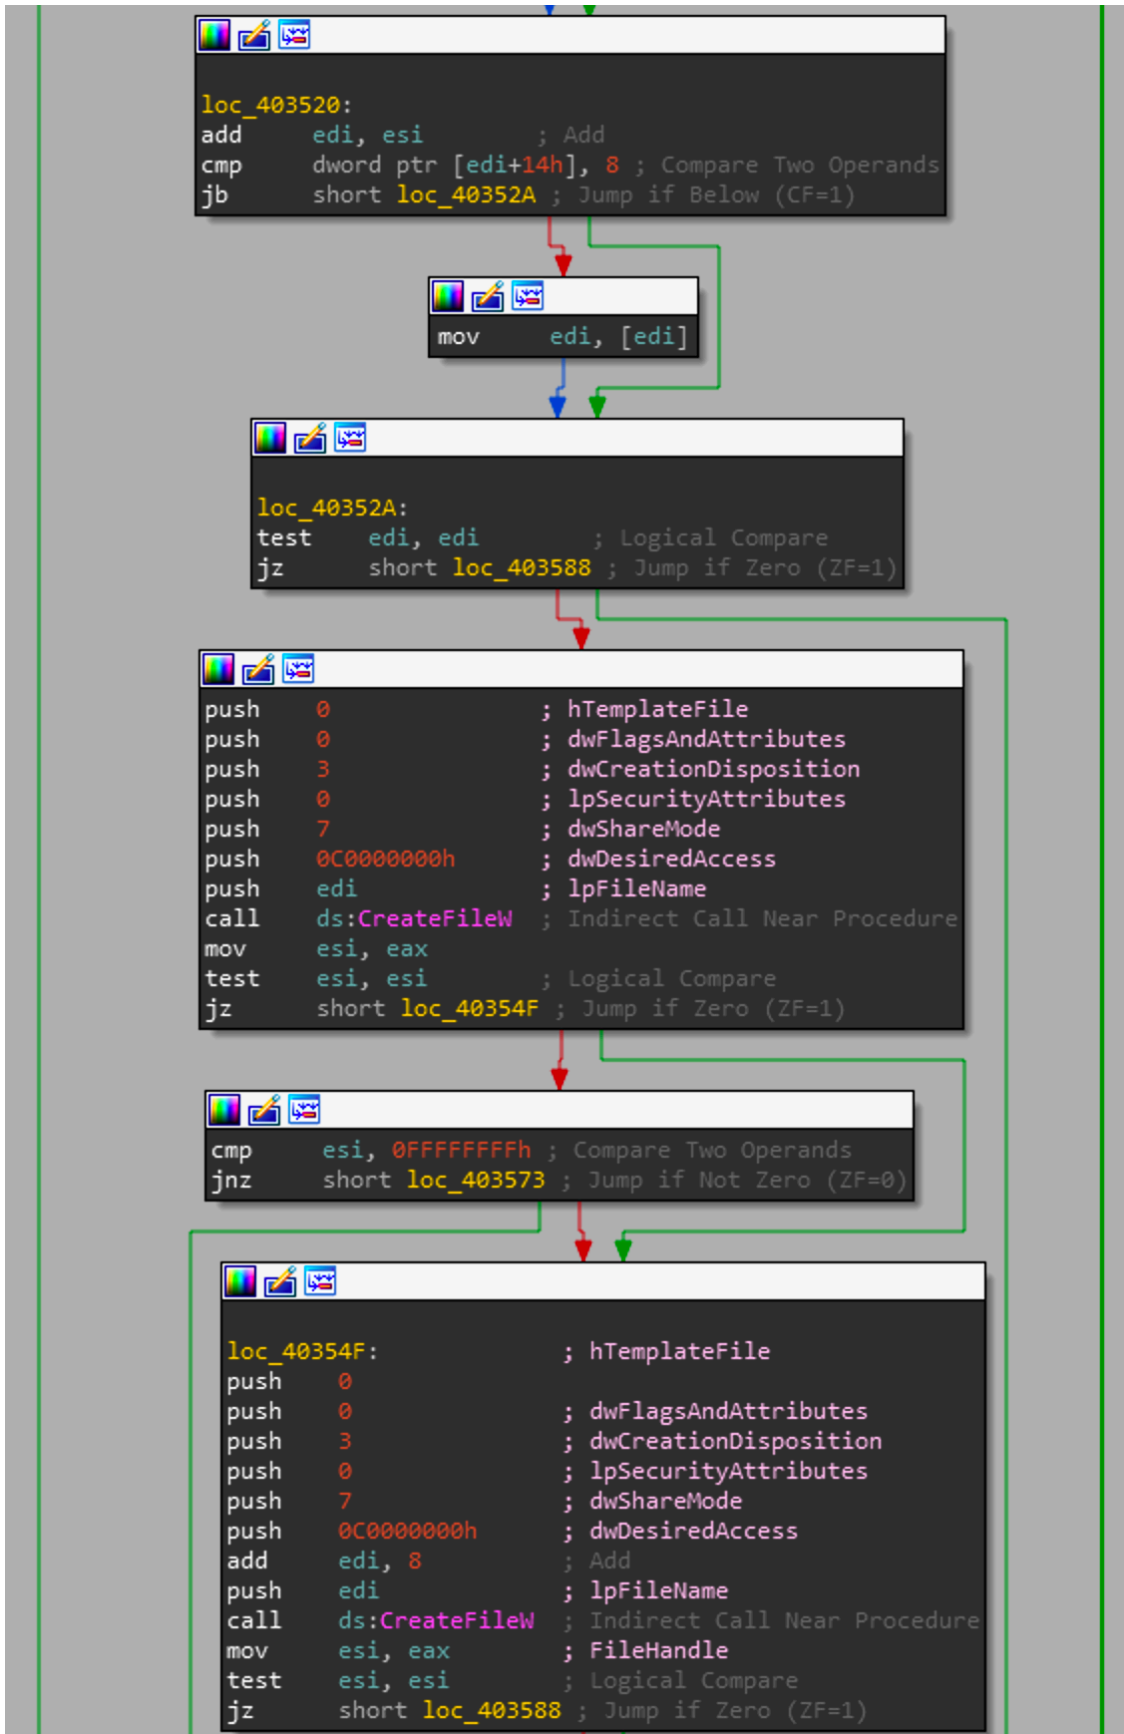 loc_403520:
add edi, esi ; Add
cmp dword ptr [edi+14h], 8 ; Compare Two Operands
jb short loc_40352A ; Jump if Below (CF=1)
mov edi, [edi]
loc_40352A:
test edi, edi ; Logical Compare
jz short loc_403588 ; Jump if Zero (ZF=1)
push 0 ; hTemplateFile
push 0 ; dwFlagsAndAttributes
push 3 ; dwCreationDisposition
push 0 ; lpSecurityAttributes
push 7 ; dwShareMode
push 0C0000000h ; dwDesiredAccess
push edi ; lpFileName
call ds:CreateFileW ; Indirect Call Near Procedure
mov esi, eax
test esi, esi ; Logical Compare
jz short loc_40354F ; Jump if Zero (ZF=1)
cmp esi, 0FFFFFFFFh ; Compare Two Operands
jnz short loc_403573 ; Jump if Not Zero (ZF=0)
loc_40354F: ; hTemplateFile
push 0
push 0 ; dwFlagsAndAttributes
push 3 ; dwCreationDisposition
push 0 ; lpSecurityAttributes
push 7 ; dwShareMode
push 0C0000000h ; dwDesiredAccess
add edi, 8 ; Add
push edi ; lpFileName
call ds:CreateFileW ; Indirect Call Near Procedure
mov esi, eax ; FileHandle
test esi, esi ; Logical Compare
jz short loc_403588 ; Jump if Zero (ZF=1)